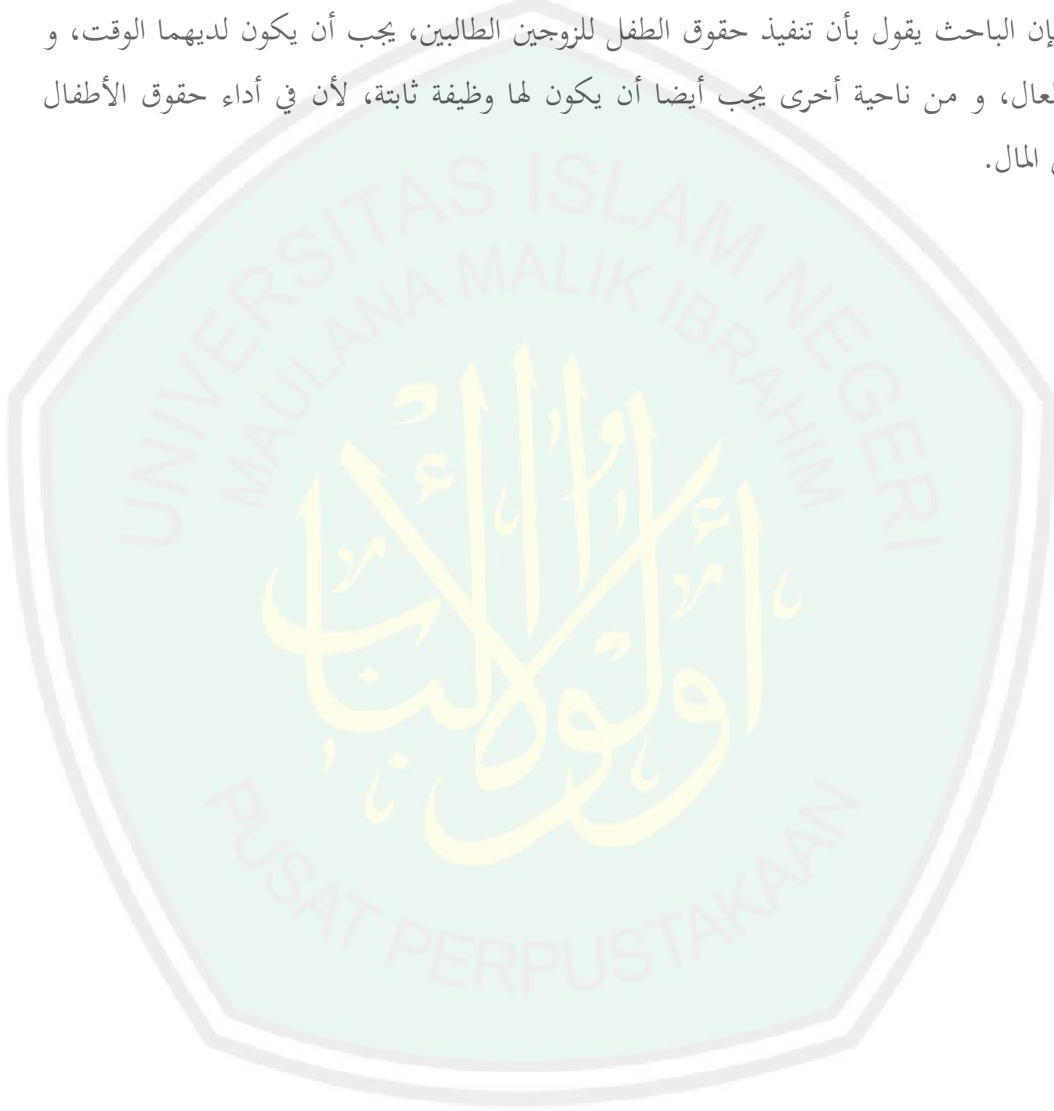 فإن الباحث يقول بأن تنفيذ حقوق الطفل للزوجين الطالبين، يجب أن يكون لديهما الوقت، و
و من ناحية أخرى يجب أيضا أن يكون لها وظيفة ثابتة، لأن في أداء حقوق الأطفال
المال.
UNIVERSITAS ISLAM NEGERI
MAULANA MALIK IBRAHIM
أولو الألباب
PUSAT PERPUSTAKAAN